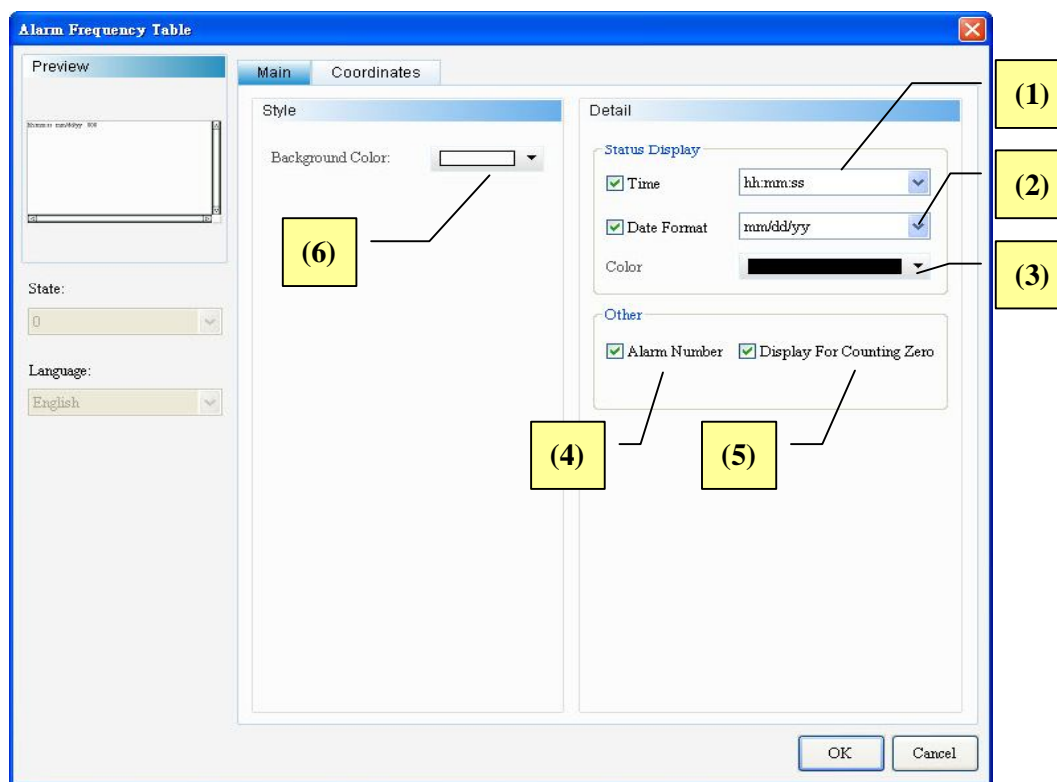 Alarm Frequency Table
Preview
hh:mm:ss mm/dd/yy 000
State:
0
Language:
English
Main Coordinates
Style
Background Color:
(6)
Detail
Status Display
Time hh:mm:ss
Date Format mm/dd/yy
Color
Other
Alarm Number Display For Counting Zero
(1)
(2)
(3)
(4) (5)
OK Cancel